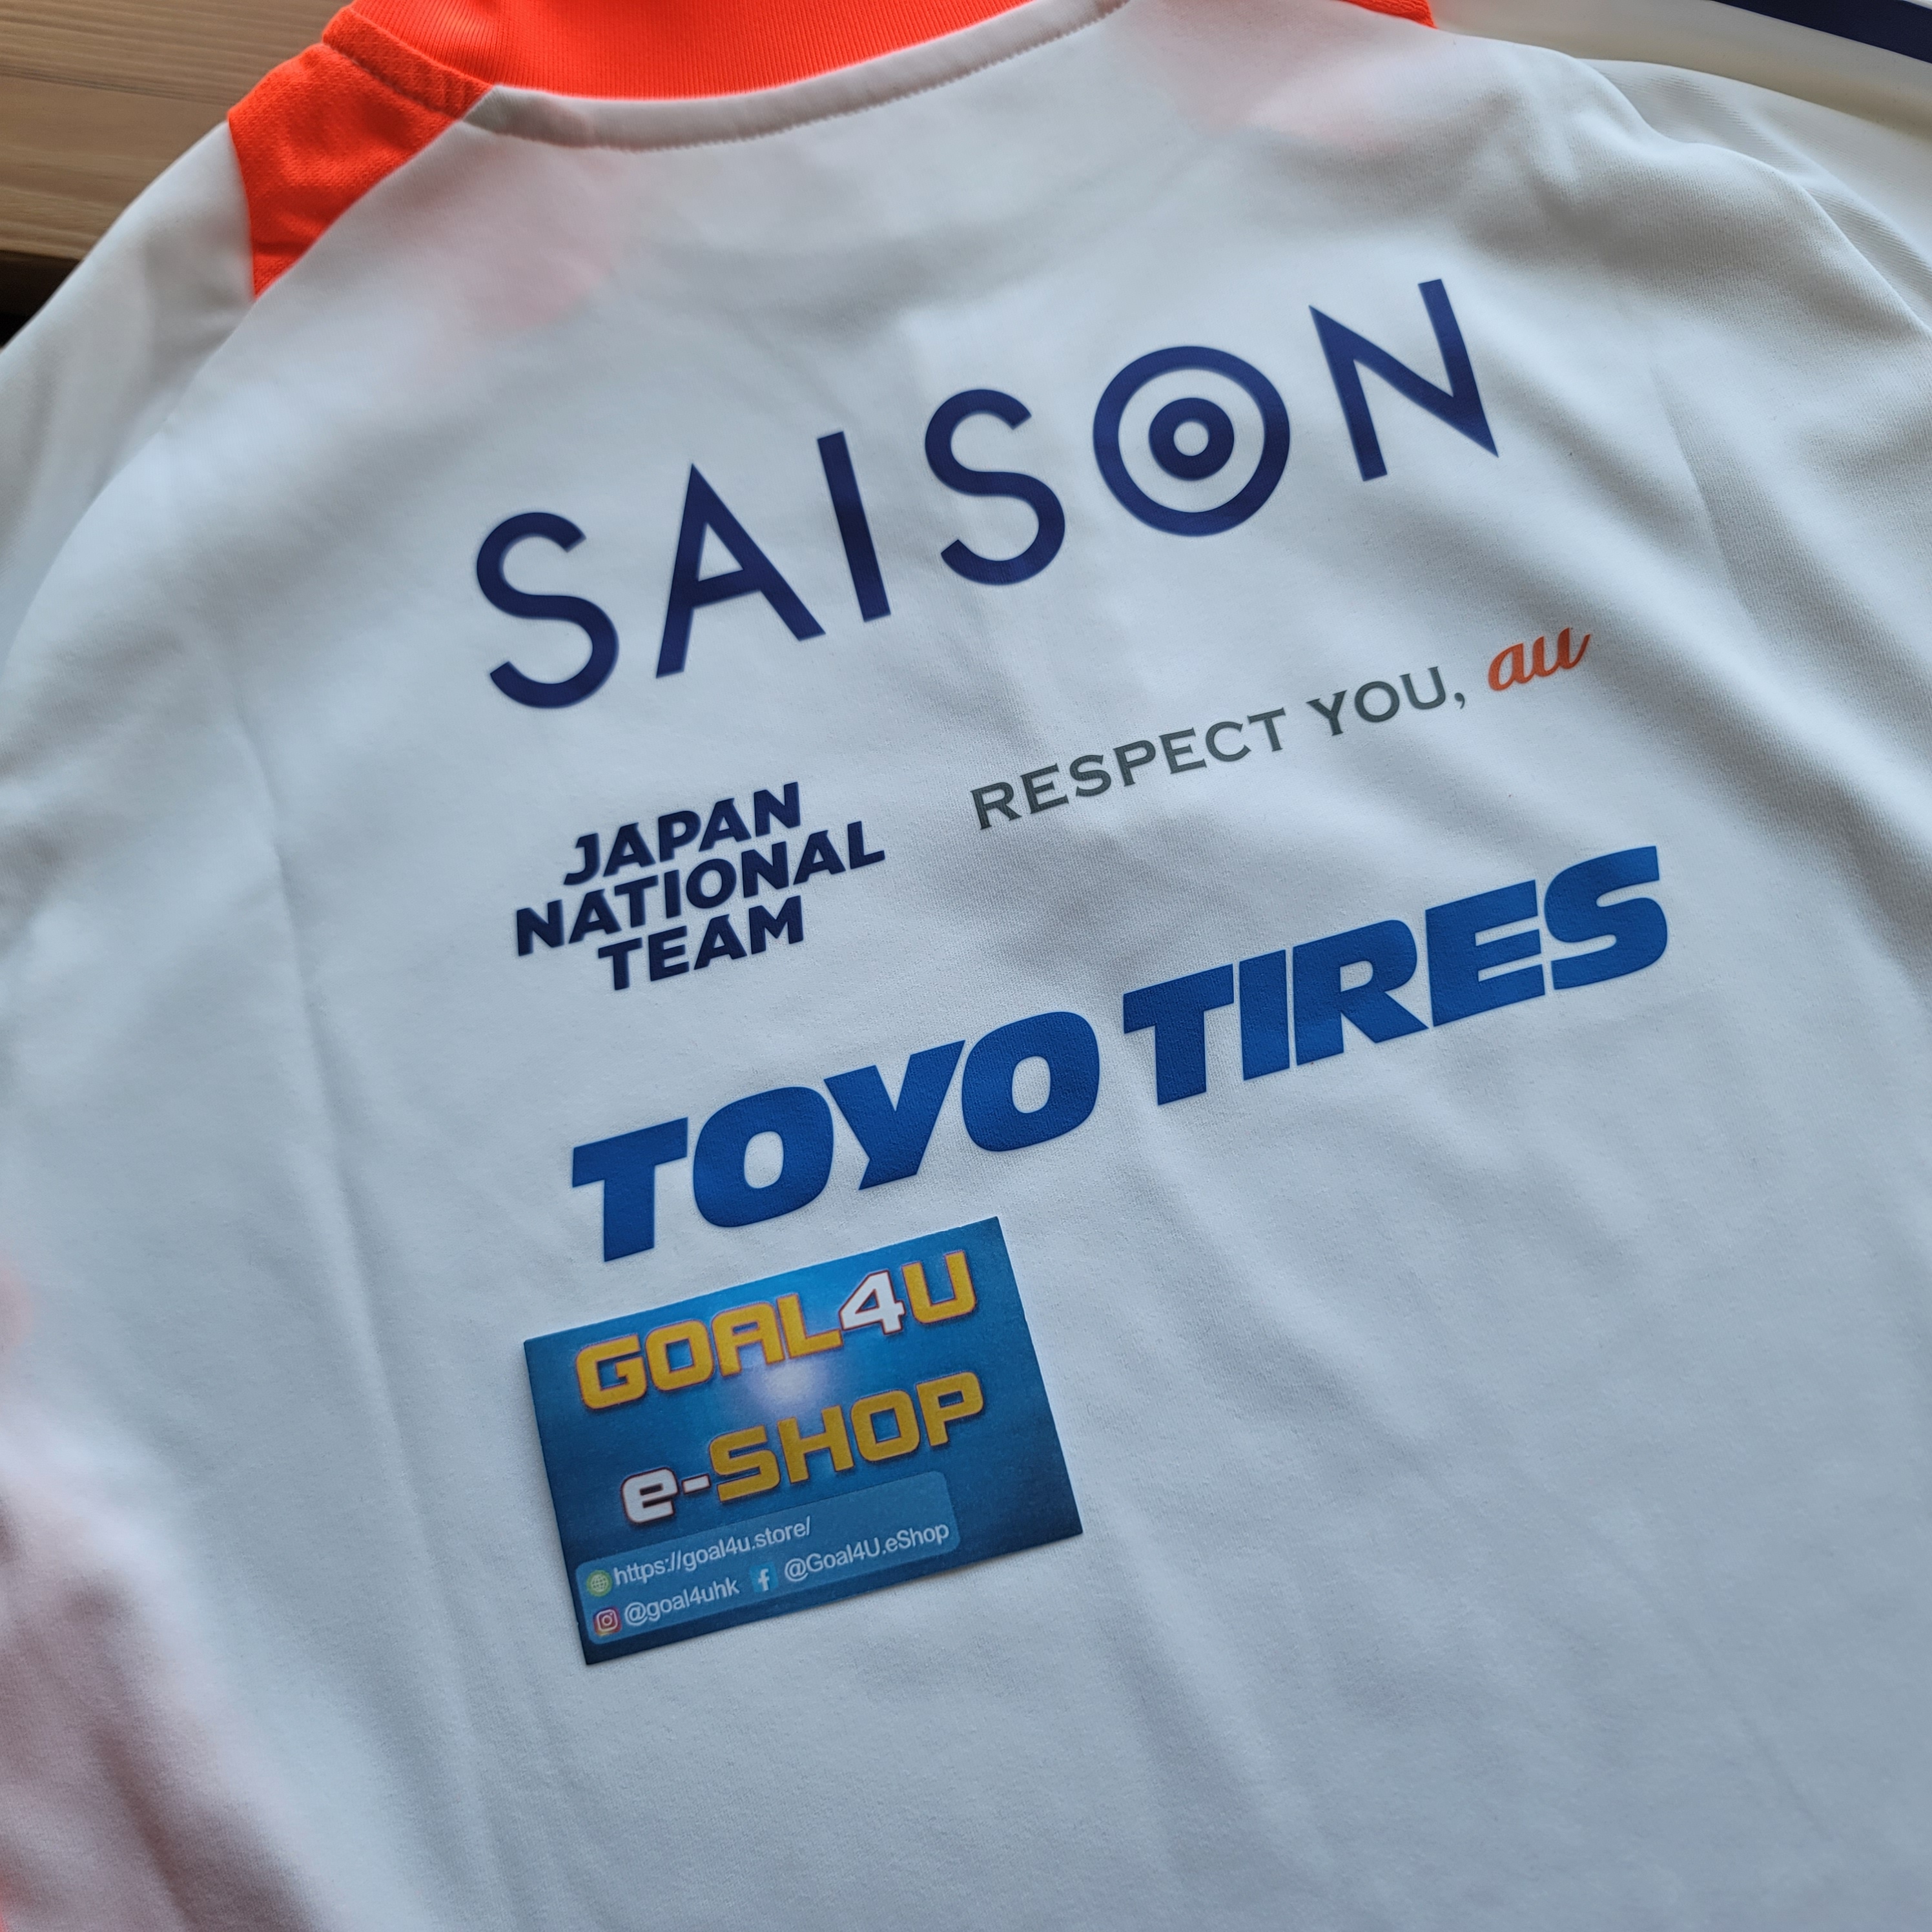 SAISON
RESPECT YOU, au
JAPAN
NATIONAL
TEAM
TOYO TIRES
GOAL4U
e-SHOP
https://goal4u.store/
@goal4uhk @Goal4U.eShop